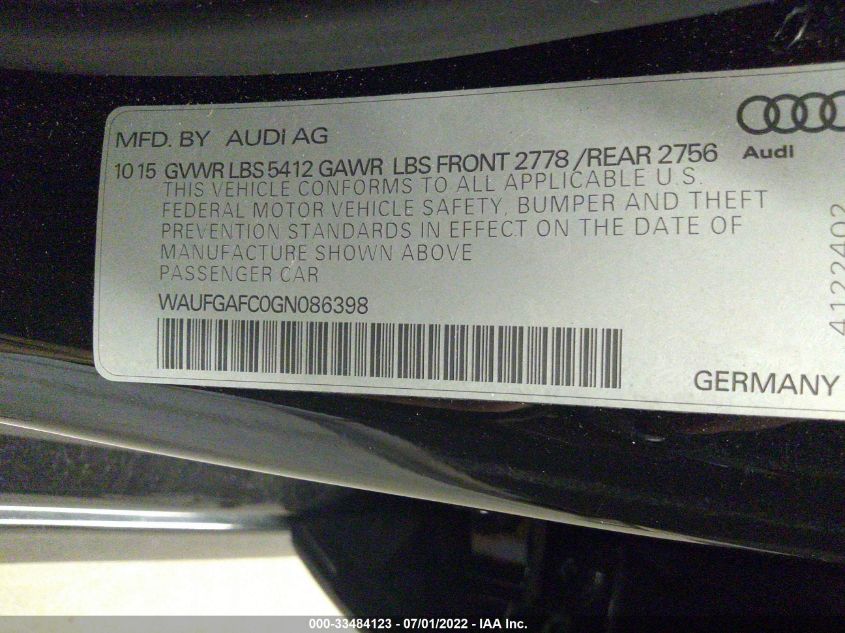 MFD. BY AUDI AG
Audi
10 15 GVWR LBS 5412 GAWR LBS FRONT 2778 /REAR 2756
THIS VEHICLE CONFORMS TO ALL APPLICABLE U.S.
FEDERAL MOTOR VEHICLE SAFETY, BUMPER AND THEFT
PREVENTION STANDARDS IN EFFECT ON THE DATE OF
MANUFACTURE SHOWN ABOVE
PASSENGER CAR
WAUFGAFC0GN086398
4122402
GERMANY
000-33484123 - 07/01/2022 - IAA Inc.